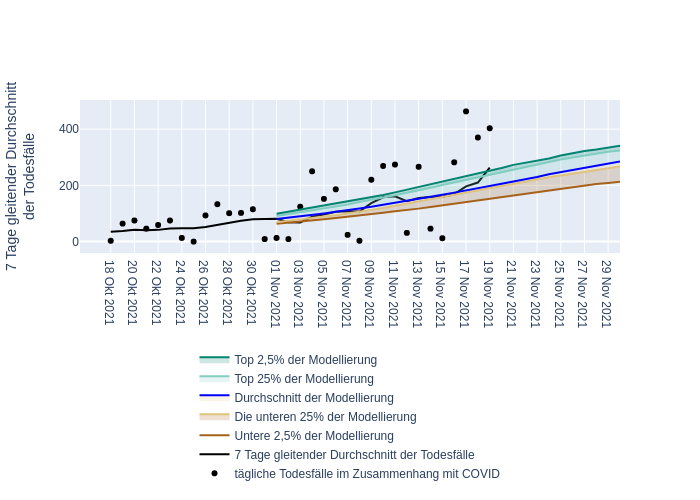 7 Tage gleitender Durchschnitt
der Todesfälle
400
200
0
18 Okt 2021
20 Okt 2021
22 Okt 2021
24 Okt 2021
26 Okt 2021
28 Okt 2021
30 Okt 2021
01 Nov 2021
03 Nov 2021
05 Nov 2021
07 Nov 2021
09 Nov 2021
11 Nov 2021
13 Nov 2021
15 Nov 2021
17 Nov 2021
19 Nov 2021
21 Nov 2021
23 Nov 2021
25 Nov 2021
27 Nov 2021
29 Nov 2021
Top 2,5% der Modellierung
Top 25% der Modellierung
Durchschnitt der Modellierung
Die unteren 25% der Modellierung
Untere 2,5% der Modellierung
7 Tage gleitender Durchschnitt der Todesfälle
tägliche Todesfälle im Zusammenhang mit COVID